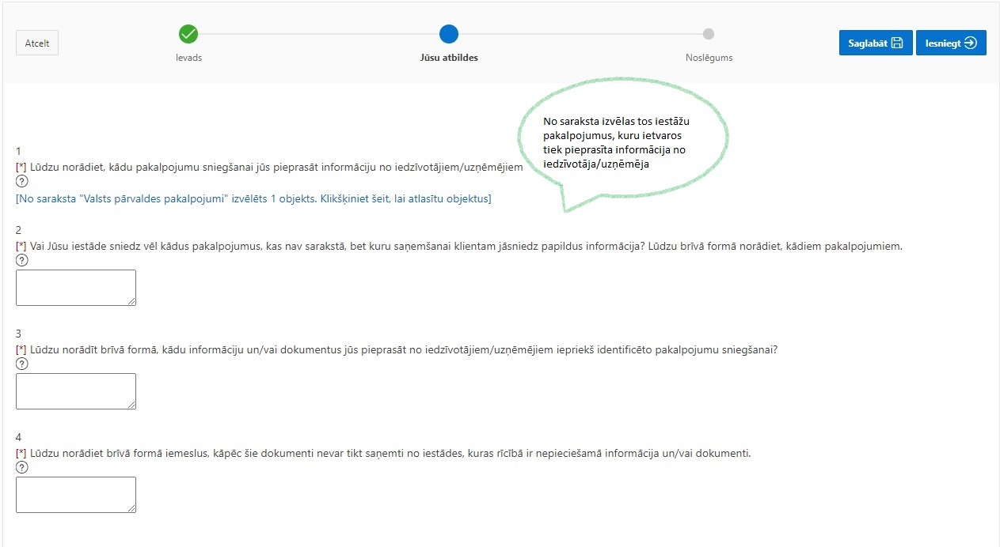 Atcelt
Ievads
Jūsu atbildes
Noslēgums
Saglabāt
Iesniegt
No saraksta izvēlas tos iestāžu
pakalpojumus, kuru ietvaros
tiek pieprasīta informācija no
iedzīvotāja/uzņēmēja
1
[*] Lūdzu norādiet, kādu pakalpojumu sniegšanai jūs pieprasāt informāciju no iedzīvotājiem/uzņēmējiem
?
[No saraksta "Valsts pārvaldes pakalpojumi" izvēlēts 1 objekts. Klikšķiniet šeit, lai atlasītu objektus]
2
[*] Vai Jūsu iestāde sniedz vēl kādus pakalpojumus, kas nav sarakstā, bet kuru saņemšanai klientam jāsniedz papildus informācija? Lūdzu brīvā formā norādiet, kādiem pakalpojumiem.
?
3
[*] Lūdzu norādīt brīvā formā, kādu informāciju un/vai dokumentus jūs pieprasāt no iedzīvotājiem/uzņēmējiem iepriekš identificēto pakalpojumu sniegšanai?
?
4
[*] Lūdzu norādiet brīvā formā iemeslus, kāpēc šie dokumenti nevar tikt saņemti no iestādes, kuras rīcībā ir nepieciešamā informācija un/vai dokumenti.
?